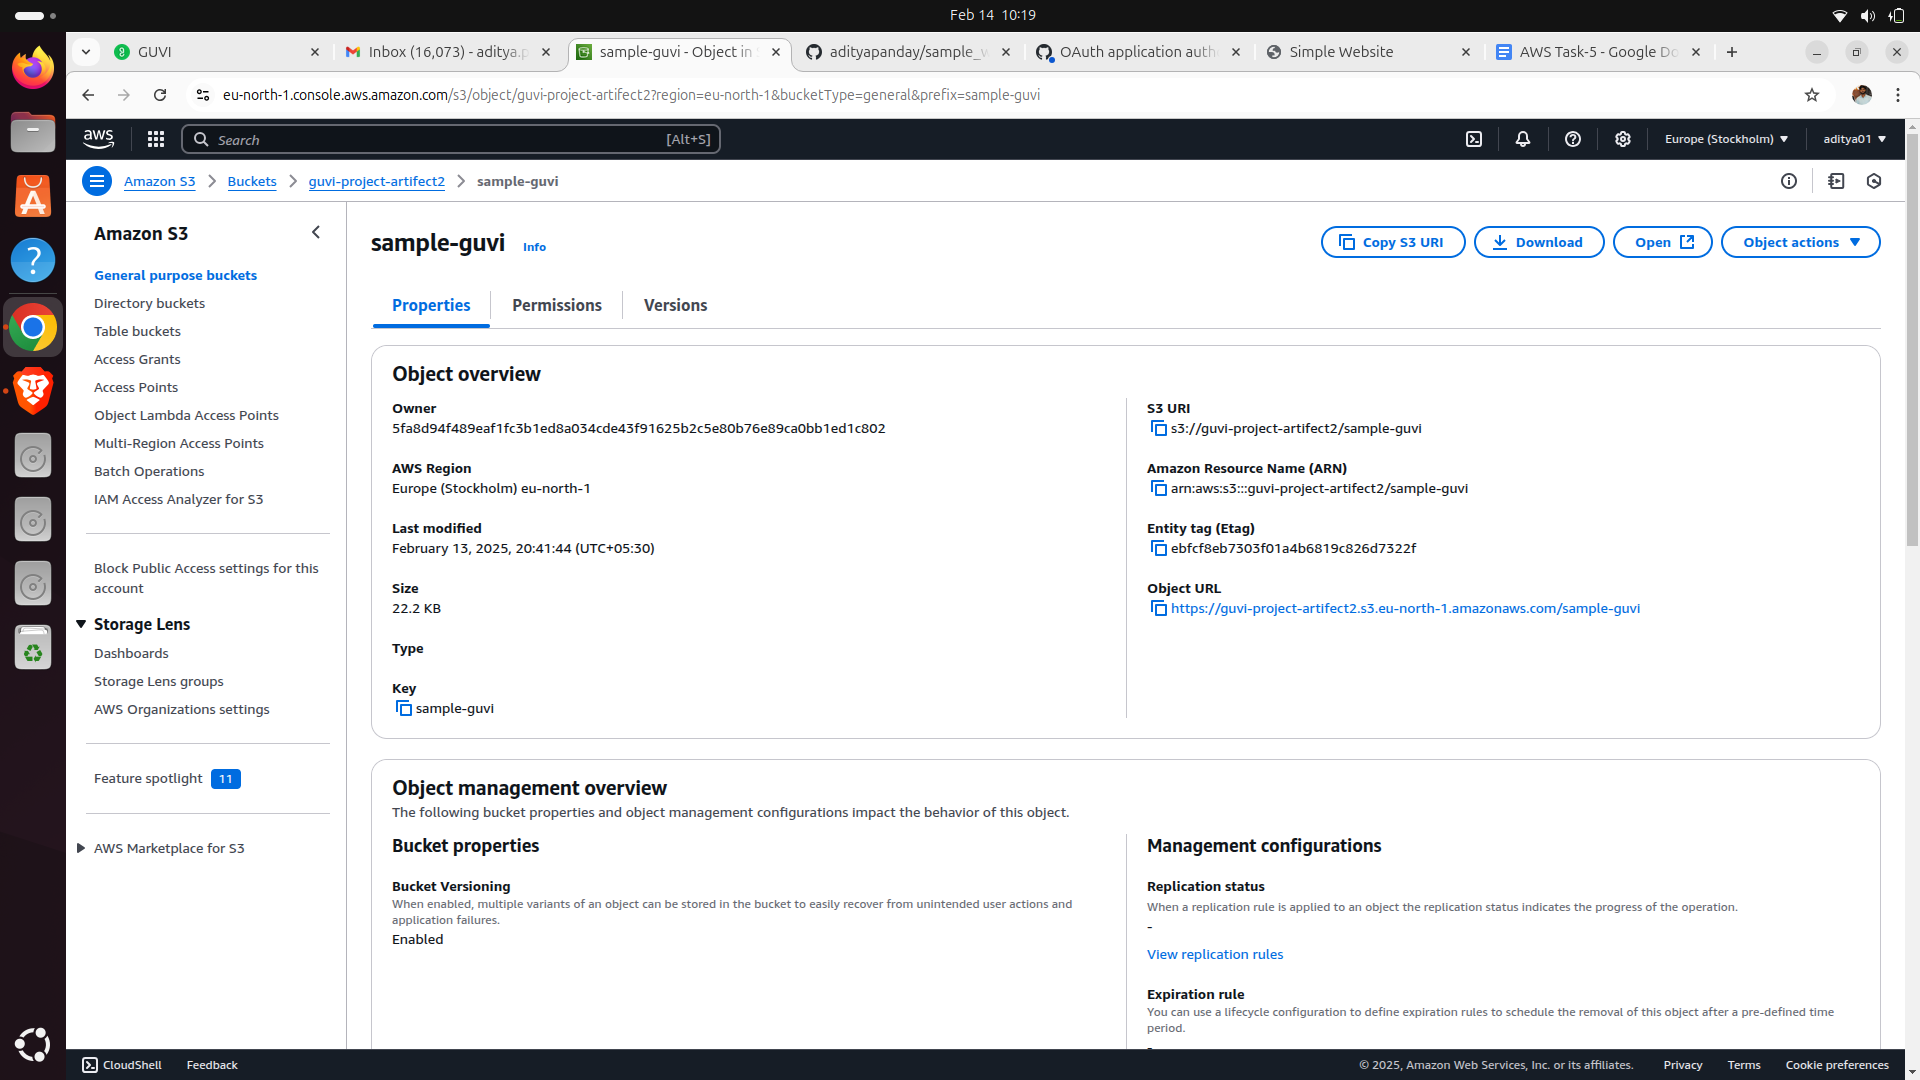 Feb 14 10:19
GUVI
Inbox (16,073) - aditya.p
sample-guvi - Object in
adityapanday/sample_w
OAuth application auth
Simple Website
AWS Task-5 - Google Do
eu-north-1.console.aws.amazon.com/s3/object/guvi-project-artifect2?region=eu-north-1&bucketType=general&prefix=sample-guvi
aws
Search
[Alt+S]
Europe (Stockholm)
aditya01
Amazon S3
Buckets
guvi-project-artifect2
sample-guvi
Amazon S3
General purpose buckets
Directory buckets
Table buckets
Access Grants
Access Points
Object Lambda Access Points
Multi-Region Access Points
Batch Operations
IAM Access Analyzer for S3
Block Public Access settings for this
account
Storage Lens
Dashboards
Storage Lens groups
AWS Organizations settings
Feature spotlight 11
AWS Marketplace for S3
sample-guvi Info
Copy S3 URI
Download
Open
Object actions
Properties
Permissions
Versions
Object overview
Owner
5fa8d94f489eaf1fc3b1ed8a034cde43f91625b2c5e80b76e89ca0bb1ed1c802
AWS Region
Europe (Stockholm) eu-north-1
Last modified
February 13, 2025, 20:41:44 (UTC+05:30)
Size
22.2 KB
Type
Key
sample-guvi
S3 URI
s3://guvi-project-artifect2/sample-guvi
Amazon Resource Name (ARN)
arn:aws:s3:::guvi-project-artifect2/sample-guvi
Entity tag (Etag)
ebfcf8eb7303f01a4b6819c826d7322f
Object URL
https://guvi-project-artifect2.s3.eu-north-1.amazonaws.com/sample-guvi
Object management overview
The following bucket properties and object management configurations impact the behavior of this object.
Bucket properties
Bucket Versioning
When enabled, multiple variants of an object can be stored in the bucket to easily recover from unintended user actions and
application failures.
Enabled
Management configurations
Replication status
When a replication rule is applied to an object the replication status indicates the progress of the operation.
-
View replication rules
Expiration rule
You can use a lifecycle configuration to define expiration rules to schedule the removal of this object after a pre-defined time
period.
-
CloudShell
Feedback
© 2025, Amazon Web Services, Inc. or its affiliates.
Privacy
Terms
Cookie preferences